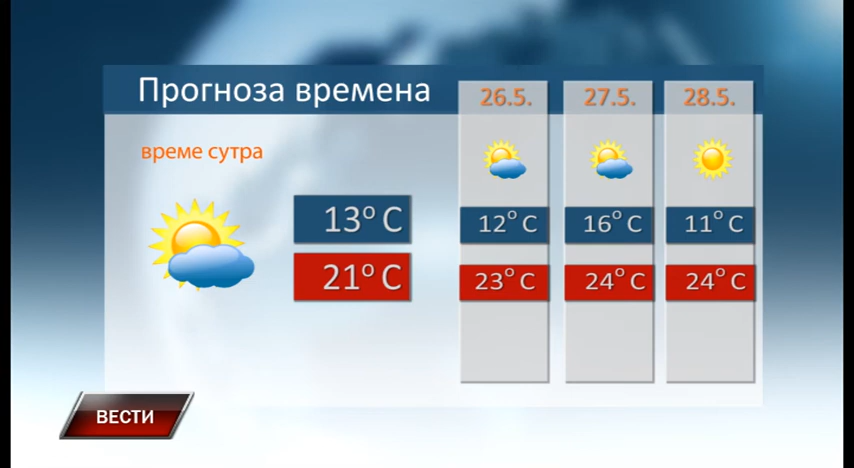 Прогноза времена
време сутра
13° C
21° C
26.5.
12° C
23° C
27.5.
16° C
24° C
28.5.
11° C
24° C
ВЕСТИ